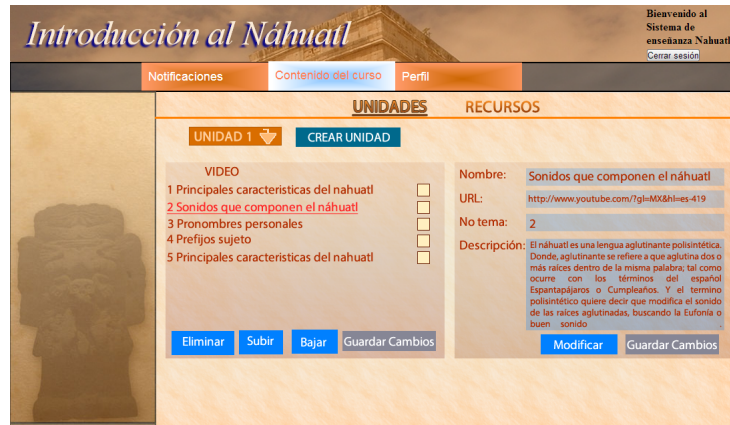 Introducción al Náhuatl
Bienvenido al
Sistema de
enseñanza Nahuatl
Cerrar sesión
Notificaciones
Contenido del curso
Perfil
UNIDADES
RECURSOS
UNIDAD 1
CREAR UNIDAD
VIDEO
1 Principales caracteristicas del nahuatl
2 Sonidos que componen el náhuatl
3 Pronombres personales
4 Prefijos sujeto
5 Principales características del nahuatl
Eliminar
Subir
Bajar
Guardar Cambios
Nombre: Sonidos que componen el náhuatl
URL: http://www.youtube.com/?gl=MX&hl=es-419
No tema: 2
Descripción: El náhuatl es una lengua aglutinante polisintética.
Donde, aglutinante se refiere a que aglutina dos o
más raíces dentro de la misma palabra; tal como
ocurre con los términos del español
Espantapájaros o Cumpleaños. Y el termino
polisintético quiere decir que modifica el sonido
de las raíces aglutinadas, buscando la Eufonía o
buen sonido .
Modificar
Guardar Cambios